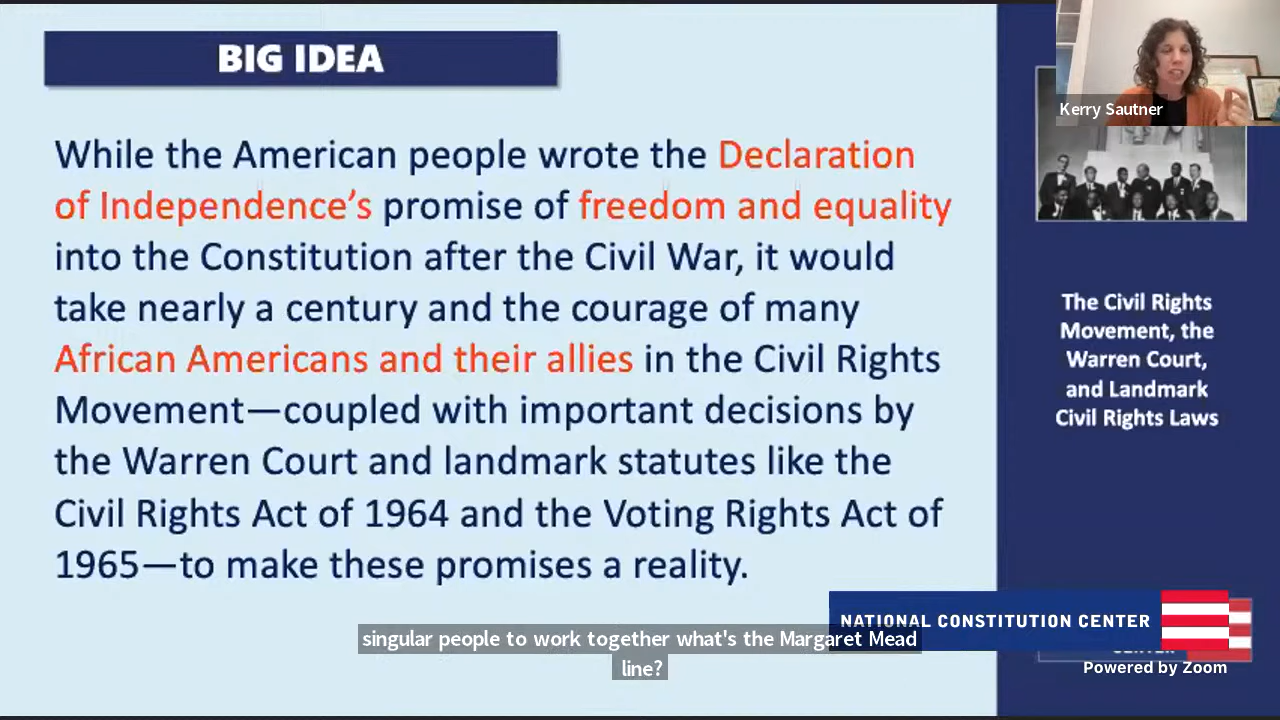 BIG IDEA
While the American people wrote the Declaration
of Independence’s promise of freedom and equality
into the Constitution after the Civil War, it would
take nearly a century and the courage of many
African Americans and their allies in the Civil Rights
Movement—coupled with important decisions by
the Warren Court and landmark statutes like the
Civil Rights Act of 1964 and the Voting Rights Act of
1965—to make these promises a reality.
Kerry Sautner
The Civil Rights
Movement, the
Warren Court,
and Landmark
Civil Rights Laws
NATIONAL CONSTITUTION CENTER
singular people to work together what's the Margaret Mead
line?
Powered by Zoom